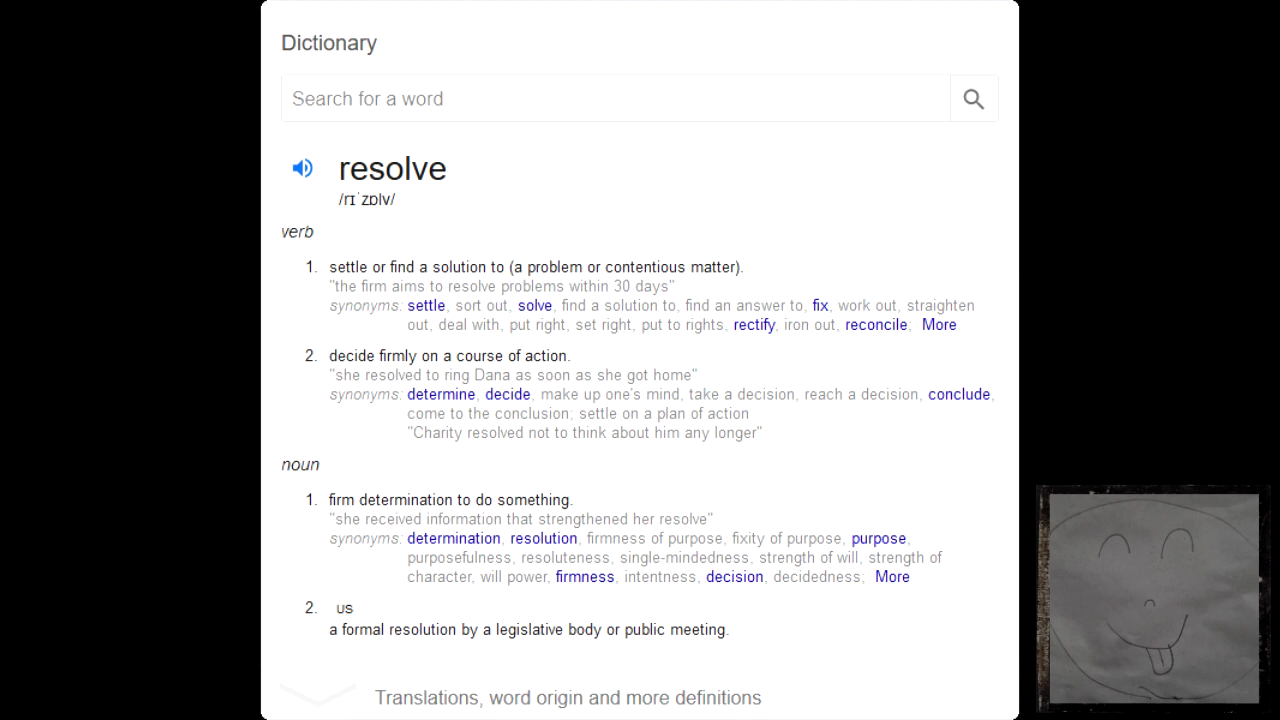 Dictionary
Search for a word
resolve
/rɪˈzɒlv/
verb
1. settle or find a solution to (a problem or contentious matter).
"the firm aims to resolve problems within 30 days"
synonyms: settle, sort out, solve, find a solution to, find an answer to, fix, work out, straighten
out, deal with, put right, set right, put to rights, rectify, iron out, reconcile; More
2. decide firmly on a course of action.
"she resolved to ring Dana as soon as she got home"
synonyms: determine, decide, make up one's mind, take a decision, reach a decision, conclude,
come to the conclusion; settle on a plan of action
"Charity resolved not to think about him any longer"
noun
1. firm determination to do something.
"she received information that strengthened her resolve"
synonyms: determination, resolution, firmness of purpose, fixity of purpose, purpose,
purposefulness, resoluteness, single-mindedness, strength of will, strength of
character, will power, firmness, intentness, decision, decidedness; More
2. US
a formal resolution by a legislative body or public meeting.
Translations, word origin and more definitions